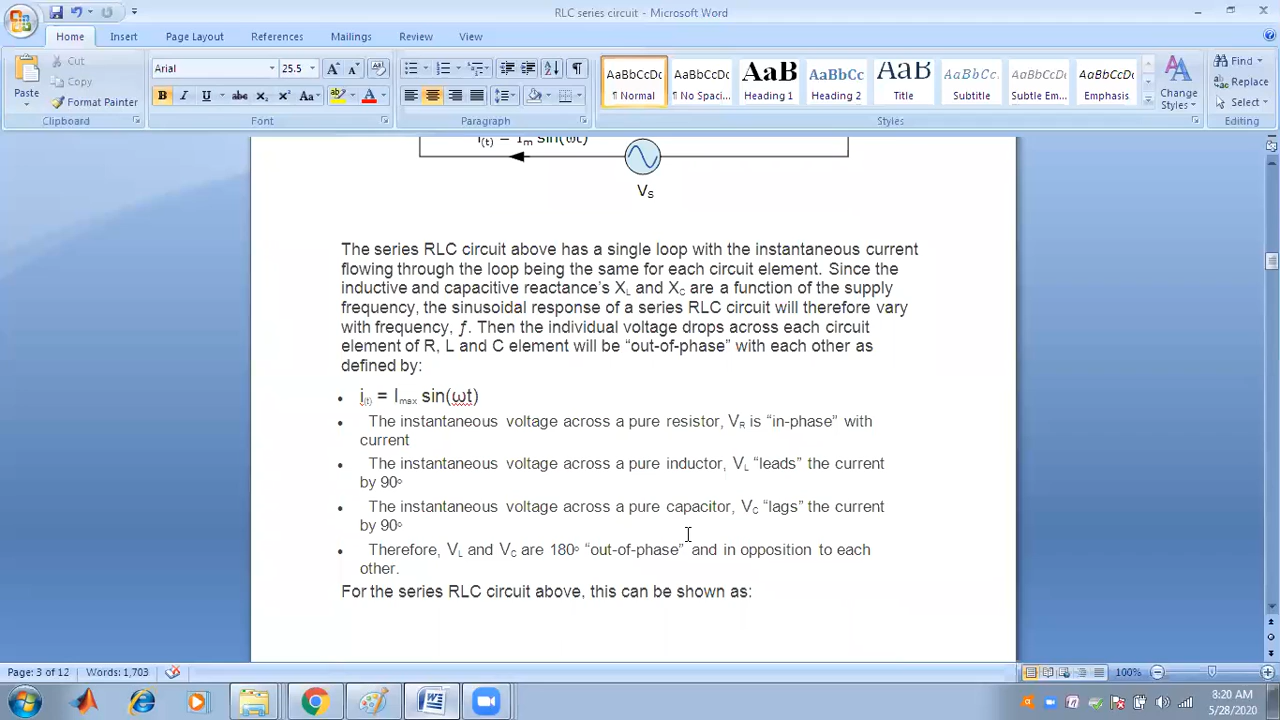 RLC series circuit - Microsoft Word
Home Insert Page Layout References Mailings Review View
Paste
Cut
Copy
Format Painter
Clipboard
Arial 25.5
B I U abc x₂ x² Aa
Font
Paragraph
AaBbCcDc AaBbCcDc AaB AaBbCc AaB AaBbCcL AaBbCcDc AaBbCcDc
¶ Normal ¶ No Spaci... Heading 1 Heading 2 Title Subtitle Subtle Em... Emphasis
Change Styles
Styles
Find
Replace
Select
Editing
i(t) = Im sin(ωt)
VS
The series RLC circuit above has a single loop with the instantaneous current
flowing through the loop being the same for each circuit element. Since the
inductive and capacitive reactance’s XL and XC are a function of the supply
frequency, the sinusoidal response of a series RLC circuit will therefore vary
with frequency, ƒ. Then the individual voltage drops across each circuit
element of R, L and C element will be “out-of-phase” with each other as
defined by:
• i(t) = Imax sin(ωt)
• The instantaneous voltage across a pure resistor, VR is “in-phase” with
current
• The instantaneous voltage across a pure inductor, VL “leads” the current
by 90o
• The instantaneous voltage across a pure capacitor, VC “lags” the current
by 90o
• Therefore, VL and VC are 180o “out-of-phase” and in opposition to each
other.
For the series RLC circuit above, this can be shown as:
Page: 3 of 12 Words: 1,703 100%
8:20 AM
5/28/2020